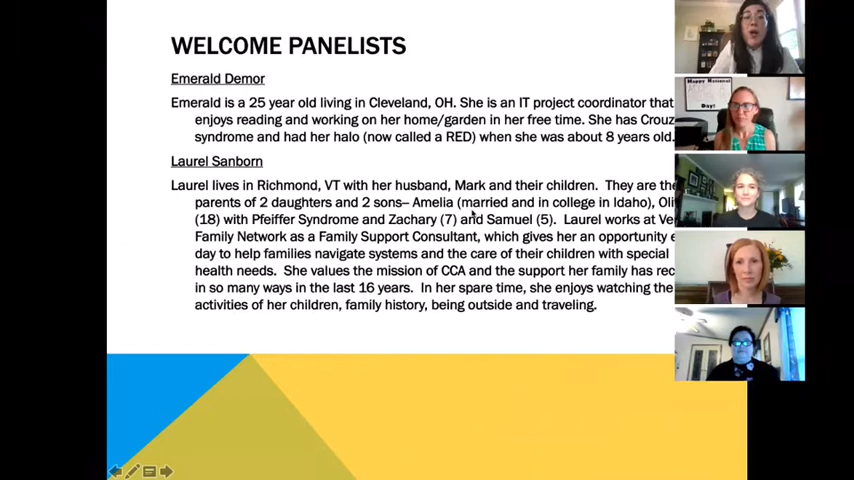 WELCOME PANELISTS
Emerald Demor
Emerald is a 25 year old living in Cleveland, OH. She is an IT project coordinator that
enjoys reading and working on her home/garden in her free time. She has Crouz
syndrome and had her halo (now called a RED) when she was about 8 years old.
Laurel Sanborn
Laurel lives in Richmond, VT with her husband, Mark and their children. They are the
parents of 2 daughters and 2 sons– Amelia (married and in college in Idaho), Oli
(18) with Pfeiffer Syndrome and Zachary (7) and Samuel (5). Laurel works at Ver
Family Network as a Family Support Consultant, which gives her an opportunity e
day to help families navigate systems and the care of their children with special
health needs. She values the mission of CCA and the support her family has rec
in so many ways in the last 16 years. In her spare time, she enjoys watching the
activities of her children, family history, being outside and traveling.
Happy National
Day!